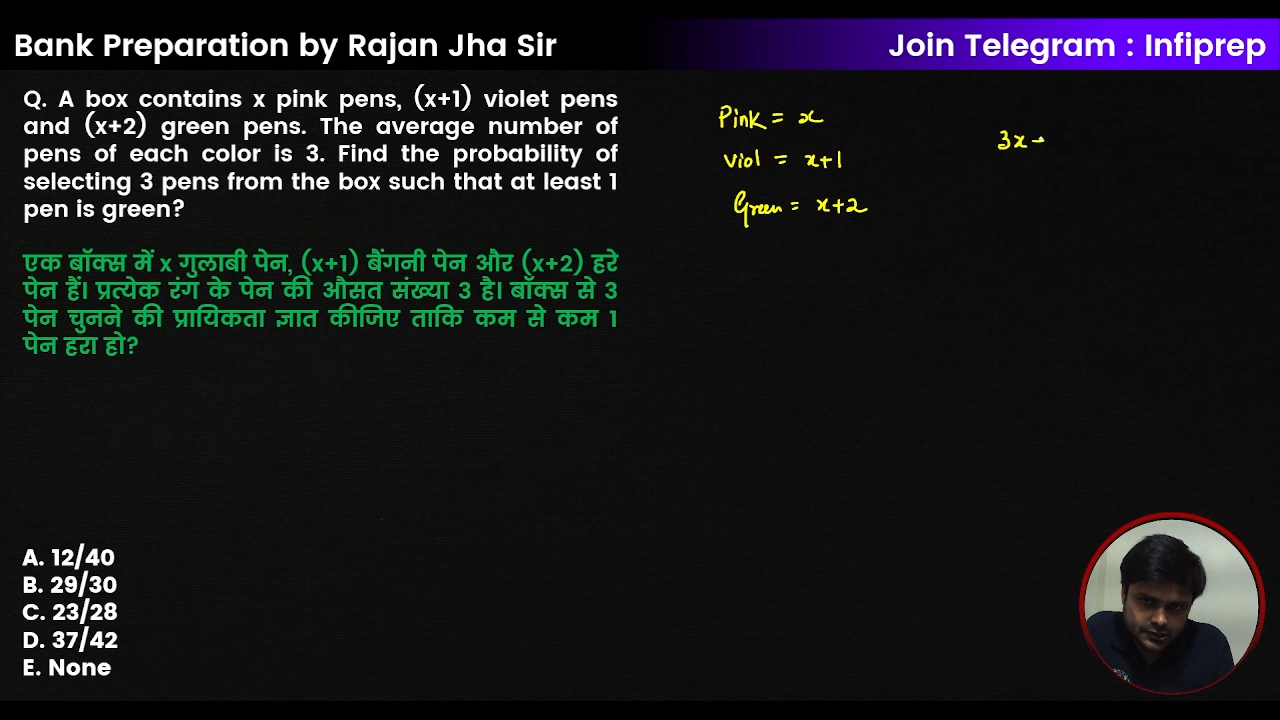 Bank Preparation by Rajan Jha Sir
Join Telegram : Infiprep
Q. A box contains x pink pens, (x+1) violet pens
and (x+2) green pens. The average number of
pens of each color is 3. Find the probability of
selecting 3 pens from the box such that at least 1
pen is green?
एक बॉक्स में x गुलाबी पेन, (x+1) बैंगनी पेन और (x+2) हरे
पेन हैं। प्रत्येक रंग के पेन की औसत संख्या 3 है। बॉक्स से 3
पेन चुनने की प्रायिकता ज्ञात कीजिए ताकि कम से कम 1
पेन हरा हो?
A. 12/40
B. 29/30
C. 23/28
D. 37/42
E. None
Pink = x
Viol = x+1
Green = x+2
3x -